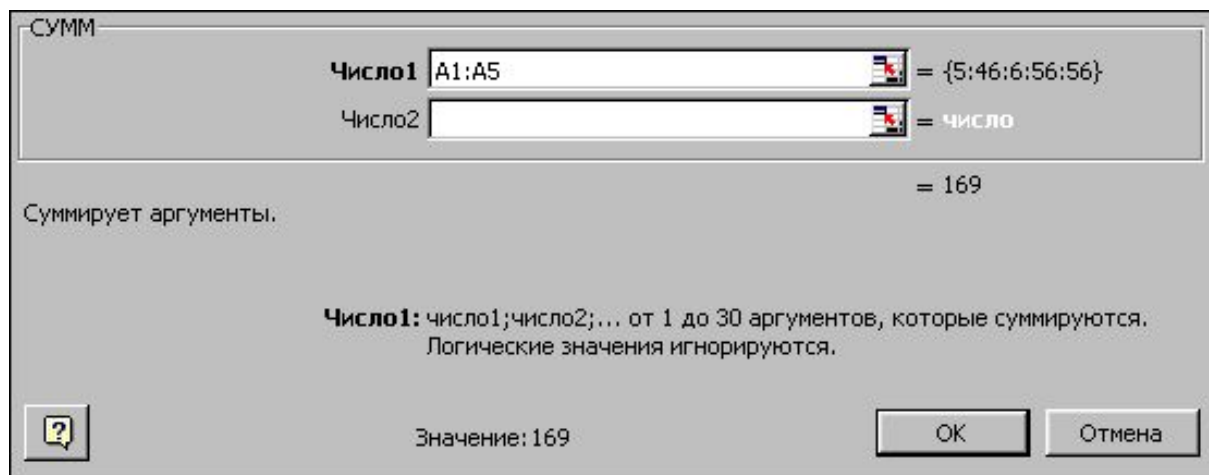 СУММ
Число1 A1:A5 = {5:46:6:56:56}
Число2 = число
= 169
Суммирует аргументы.
Число1: число1;число2;... от 1 до 30 аргументов, которые суммируются.
Логические значения игнорируются.
? Значение:169 OK Отмена